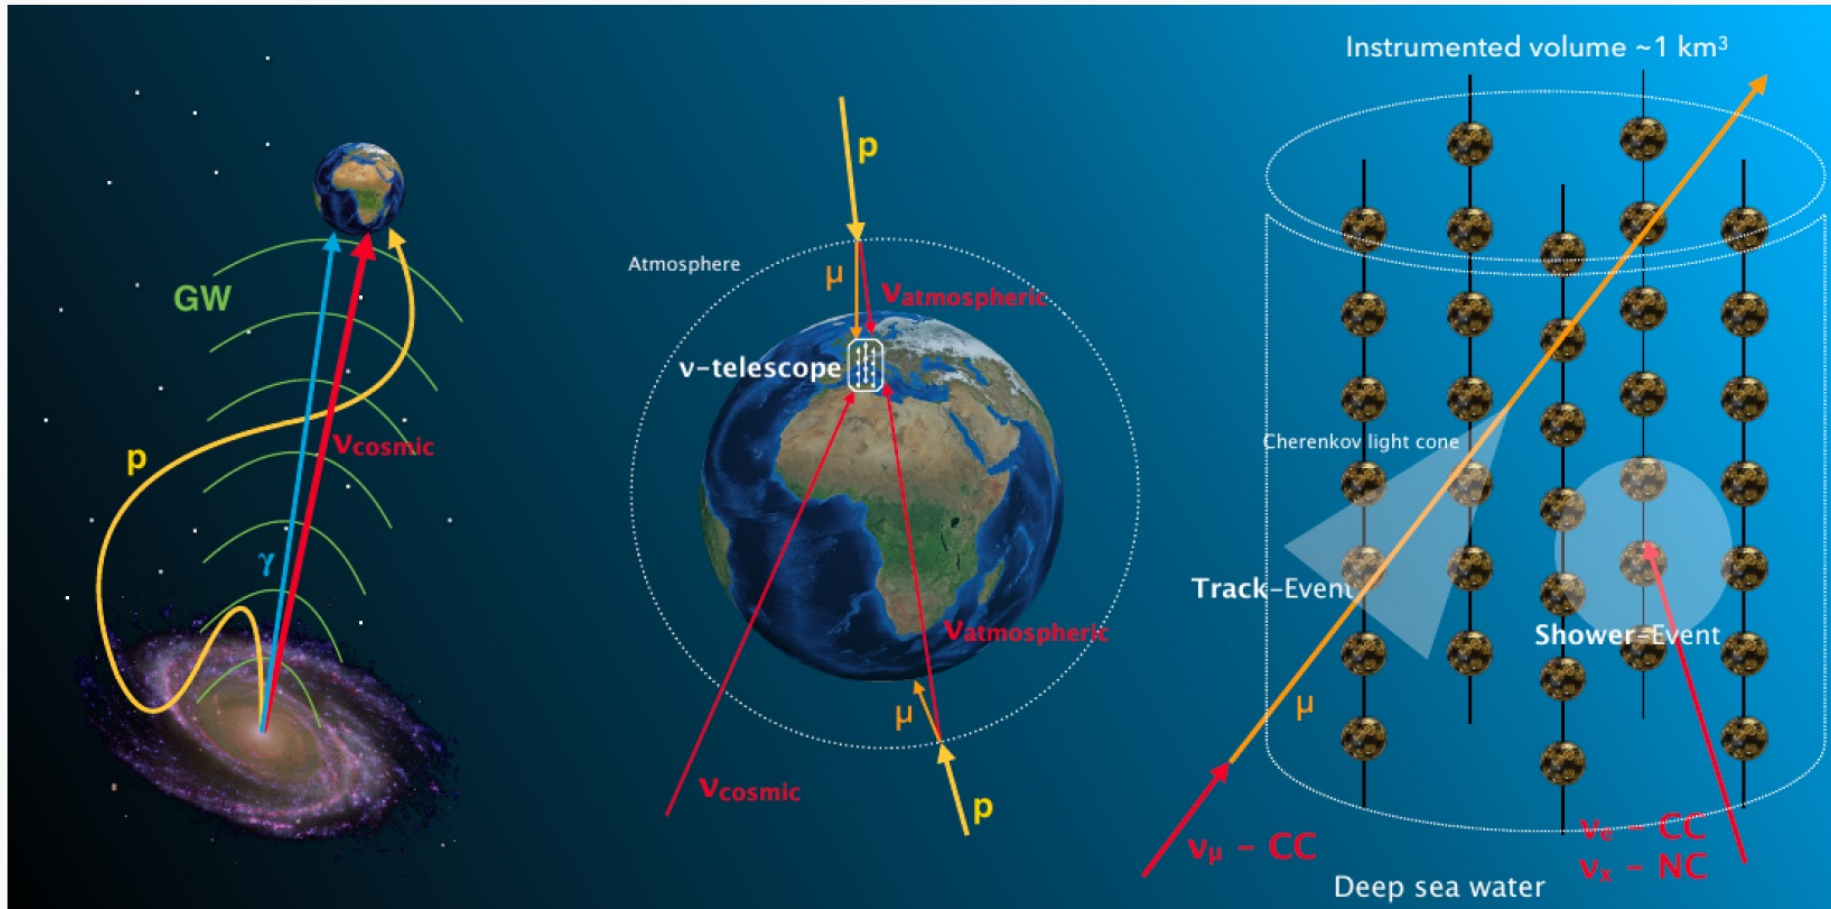 GW
p
νcosmic
γ
p
Atmosphere
μ
νatmospheric
ν-telescope
νatmospheric
μ
νcosmic
p
Instrumented volume ~1 km³
Cherenkov light cone
Track-Event
Shower-Event
μ
νμ - CC
νe - CC
νx - NC
Deep sea water